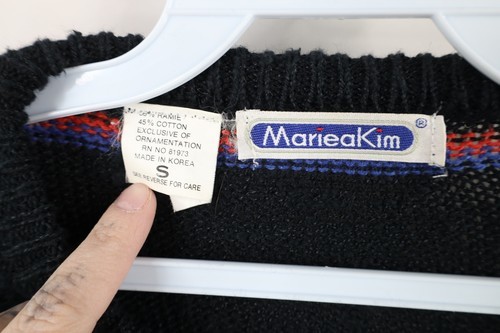 55% RAMIE
45% COTTON
EXCLUSIVE OF
ORNAMENTATION
RN NO 81973
MADE IN KOREA
S
SEE REVERSE FOR CARE
MarieaKim ®